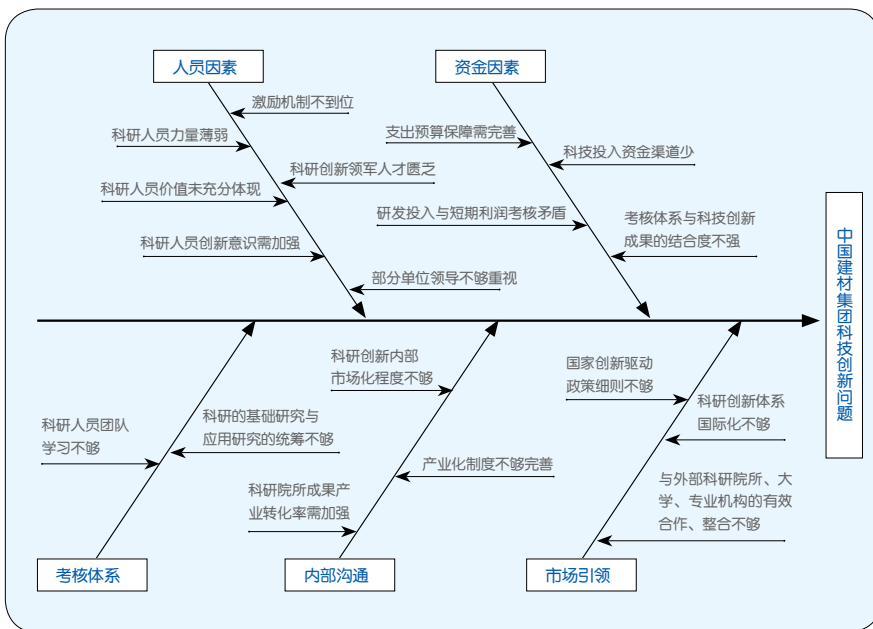 人员因素
资金因素
激励机制不到位
科研人员力量薄弱
支出预算保障需完善
科技投入资金渠道少
科研创新领军人才匮乏
科研人员价值未充分体现
研发投入与短期利润考核矛盾
考核体系与科技创新
成果的结合度不强
科研人员创新意识需加强
部分单位领导不够重视
中国建材集团科技创新问题
科研创新内部
市场化程度不够
国家创新驱动
政策细则不够
科研人员团队
学习不够
科研的基础研究与
应用研究的统筹不够
科研创新体系
国际化不够
产业化制度不够完善
科研院所成果产
业转化率需加强
与外部科研院所、大
学、专业机构的有效
合作、整合不够
考核体系
内部沟通
市场引领